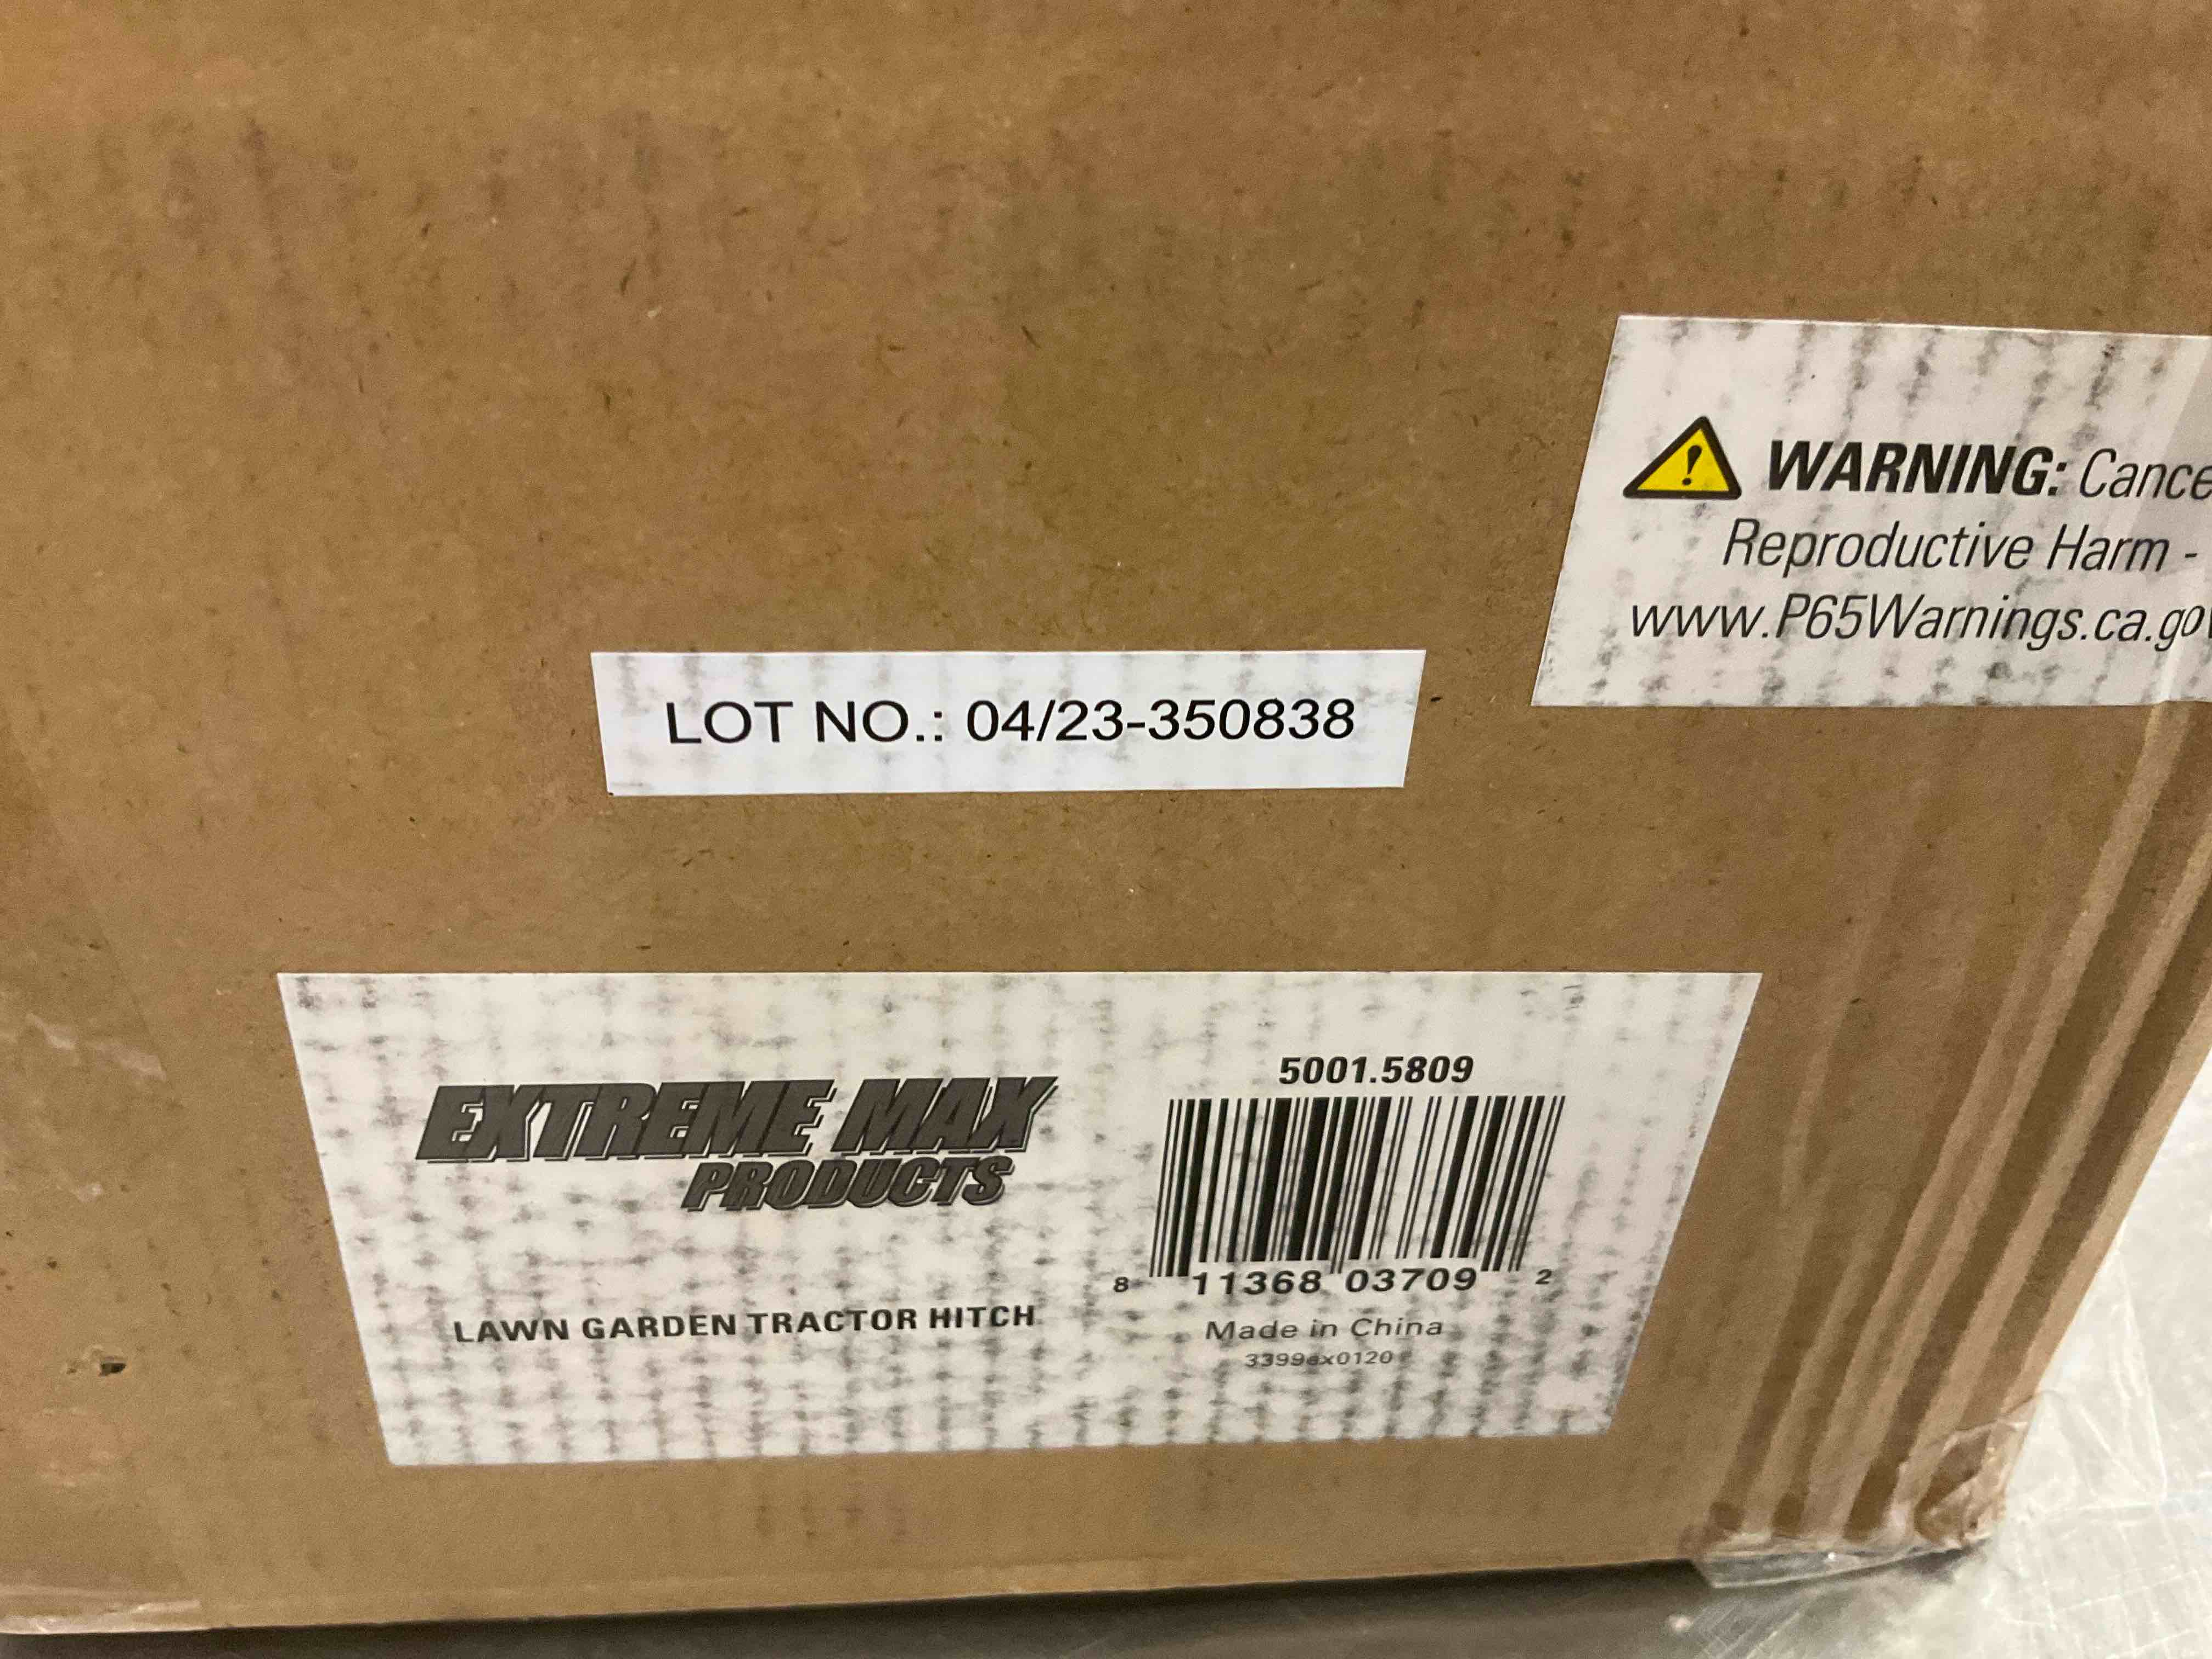 WARNING: Cance
Reproductive Harm -
www.P65Warnings.ca.gov
LOT NO.: 04/23-350838
EXTREME MAX
PRODUCTS
LAWN GARDEN TRACTOR HITCH
5001.5809
8 11368 03709 2
Made in China